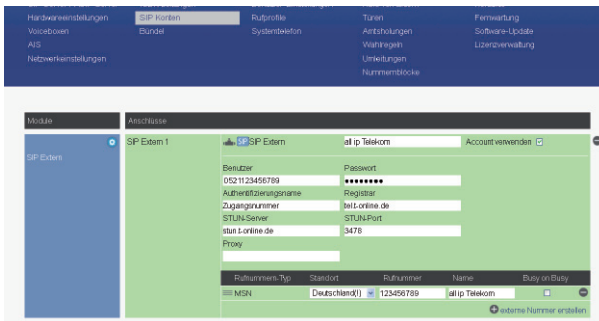 Hardwareeinstellungen SIP Konten Rufprofile Türen Fernwartung
Voiceboxen Bündel Systemtelefon Amtsholungen Software-Update
AIS Wahlregeln Lizenzverwaltung
Netzwerkeinstellungen Umleitungen
Nummernblöcke
Module Anschlüsse
SIP Extern 1 SIP SIP Extern all ip Telekom Account verwenden
SIP Extern
Benutzer Passwort
0521123456789 ••••••••
Authentifizierungsname Registrar
Zugangsnummer tel.t-online.de
STUN-Server STUN-Port
stun.t-online.de 3478
Proxy
Rufnummern-Typ Standort Rufnummer Name Busy on Busy
MSN Deutschland(!) 123456789 all ip Telekom
externe Nummer erstellen